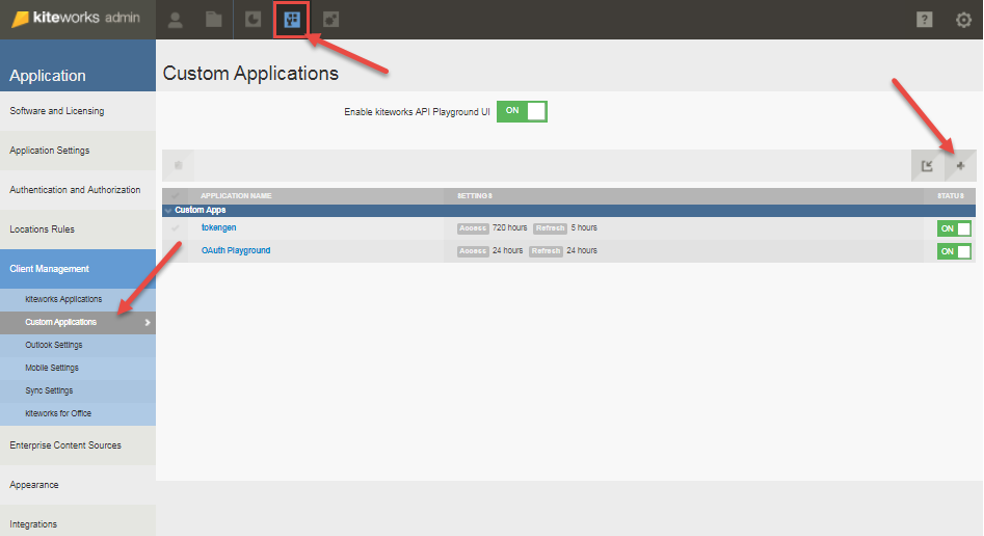 kiteworks admin
?
Application
Custom Applications
Software and Licensing
Enable kiteworks API Playground UI ON
Application Settings
Authentication and Authorization
APPLICATION NAME SETTINGS STATUS
Custom Apps
Locations Rules
tokengen Access 720 hours Refresh 5 hours ON
OAuth Playground Access 24 hours Refresh 24 hours ON
Client Management
kiteworks Applications
Custom Applications
Outlook Settings
Mobile Settings
Sync Settings
kiteworks for Office
Enterprise Content Sources
Appearance
Integrations